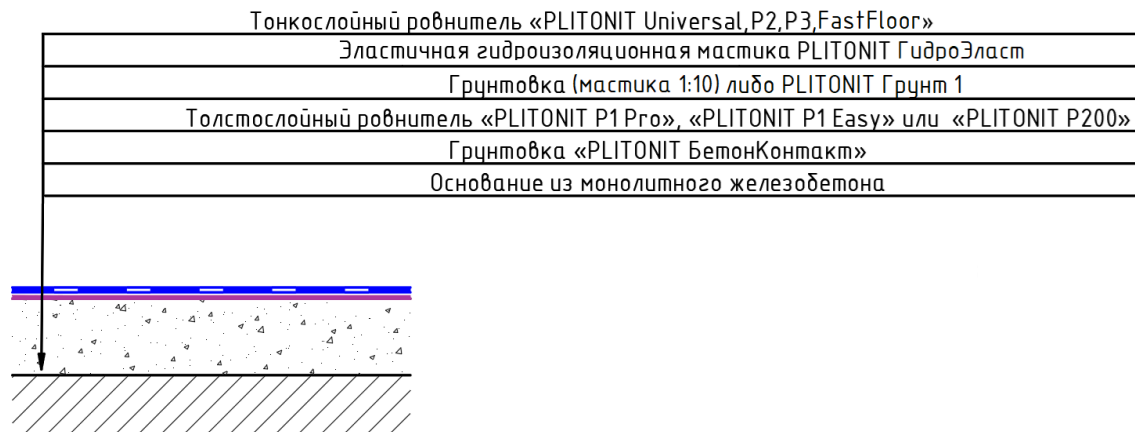 Тонкослойный ровнитель «PLITONIT Universal,P2,P3,FastFloor»
Эластичная гидроизоляционная мастика PLITONIT ГидроЭласт
Грунтовка (мастика 1:10) либо PLITONIT Грунт 1
Толстослойный ровнитель «PLITONIT P1 Pro», «PLITONIT P1 Easy» или «PLITONIT P200»
Грунтовка «PLITONIT БетонКонтакт»
Основание из монолитного железобетона